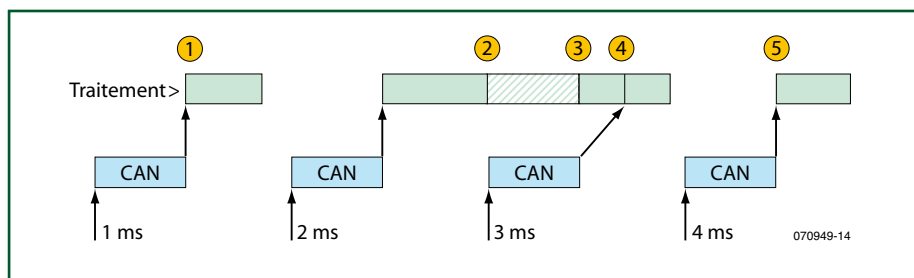 1 2 3 4 5
Traitement >
CAN CAN CAN CAN
1 ms 2 ms 3 ms 4 ms
070949-14